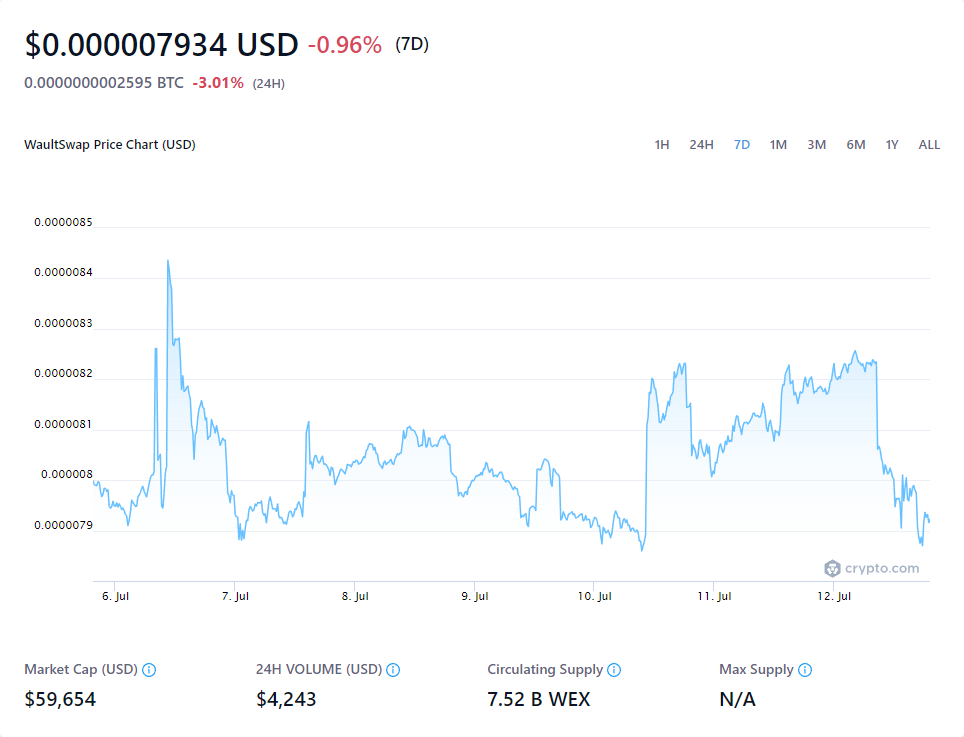 $0.000007934 USD -0.96% (7D)
0.0000000002595 BTC -3.01% (24H)
WaultSwap Price Chart (USD) 1H 24H 7D 1M 3M 6M 1Y ALL
0.0000085
0.0000084
0.0000083
0.0000082
0.0000081
0.000008
0.0000079
crypto.com
6. Jul 7. Jul 8. Jul 9. Jul 10. Jul 11. Jul 12. Jul
Market Cap (USD) 24H VOLUME (USD) Circulating Supply Max Supply
$59,654 $4,243 7.52 B WEX N/A